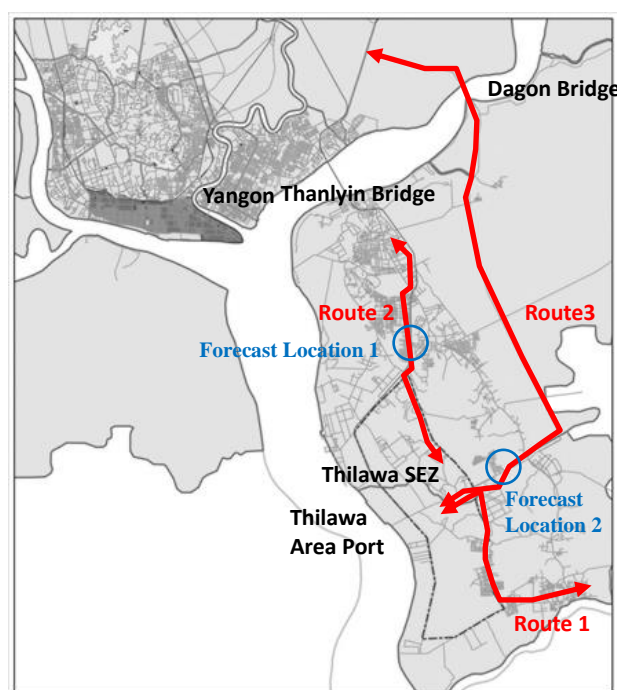 Dagon Bridge
Yangon Thanlyin Bridge
Route 2
Route3
Forecast Location 1
Thilawa SEZ
Forecast
Location 2
Thilawa
Area Port
Route 1